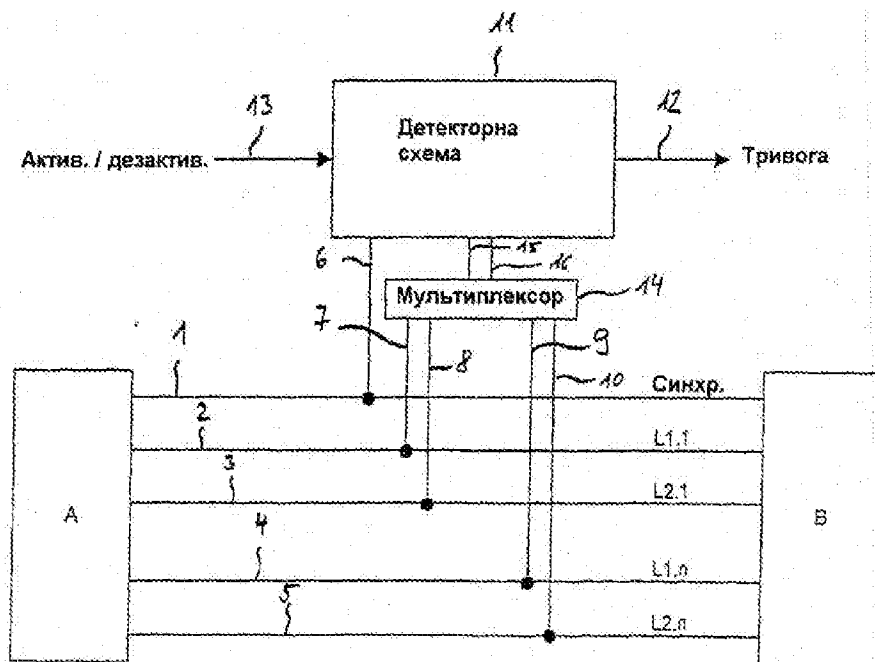 11
13
12
Детекторна
схема
Актив. / дезактив.
Тривога
6
15
16
Мультиплексор
14
7
8
9
10
1
Синхр.
2
L1.1
3
L2.1
A
B
4
L1.n
5
L2.n